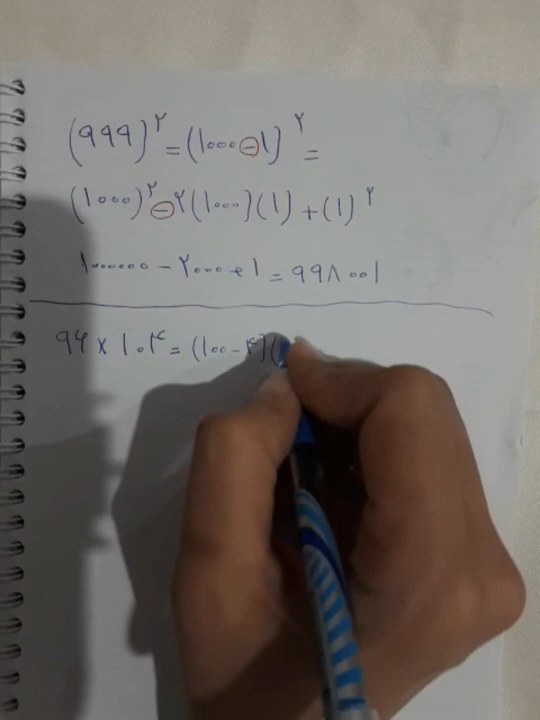 (۹۹۹)^۲ = (۱۰۰۰ - ۱)^۲ =
(۱۰۰۰)^۲ - ۲(۱۰۰۰)(۱) + (۱)^۲
۱۰۰۰۰۰۰ - ۲۰۰۰ + ۱ = ۹۹۸۰۰۱
۹۶ × ۱۰۴ = (۱۰۰ - ۴)(